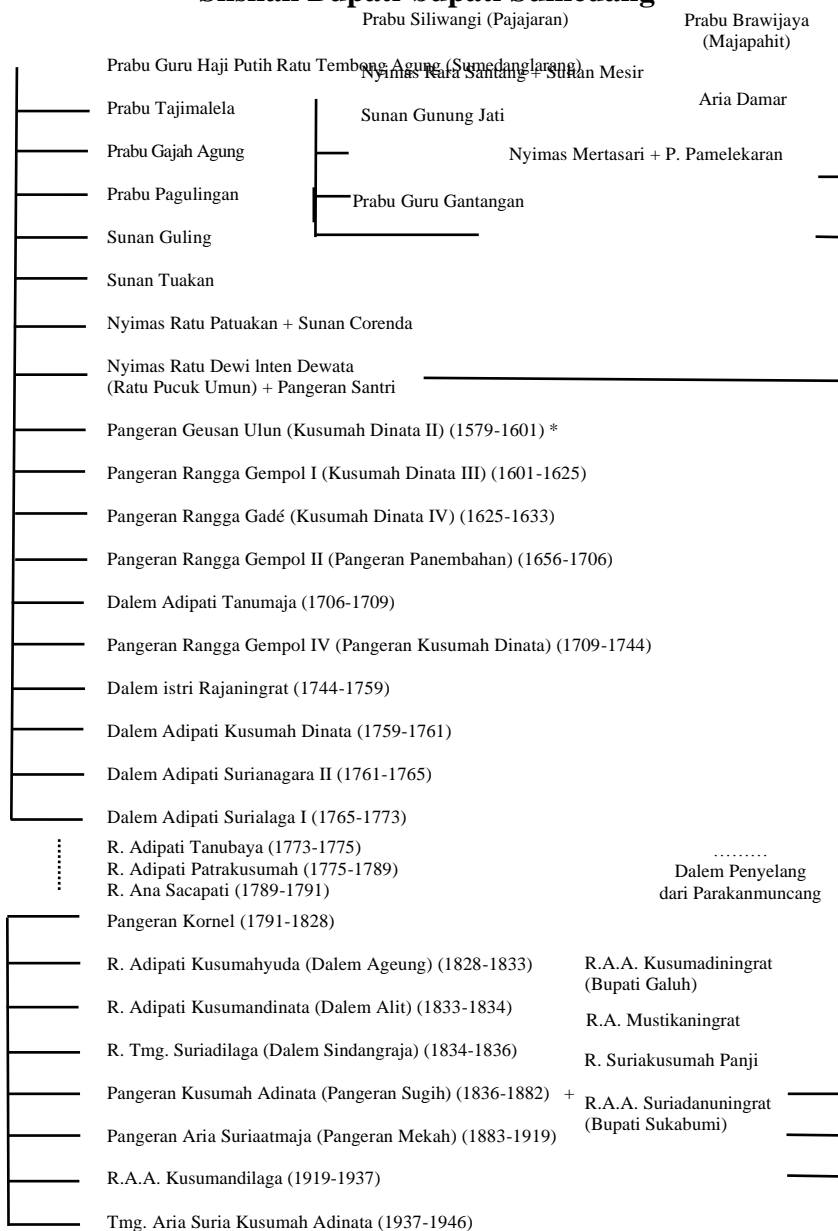 Silsilah Bupati-bupati Sumedang
Prabu Siliwangi (Pajajaran)
Prabu Brawijaya
(Majapahit)
Prabu Guru Haji Putih Ratu Tembong Agung (Sumedanglarang)
Nyimas Rara Santang + Sultan Mesir
Prabu Tajimalela
Sunan Gunung Jati
Aria Damar
Prabu Gajah Agung
Nyimas Mertasari + P. Pamelekaran
Prabu Pagulingan
Prabu Guru Gantangan
Sunan Guling
Sunan Tuakan
Nyimas Ratu Patuakan + Sunan Corenda
Nyimas Ratu Dewi lnten Dewata
(Ratu Pucuk Umun) + Pangeran Santri
Pangeran Geusan Ulun (Kusumah Dinata II) (1579-1601) *
Pangeran Rangga Gempol I (Kusumah Dinata III) (1601-1625)
Pangeran Rangga Gadé (Kusumah Dinata IV) (1625-1633)
Pangeran Rangga Gempol II (Pangeran Panembahan) (1656-1706)
Dalem Adipati Tanumaja (1706-1709)
Pangeran Rangga Gempol IV (Pangeran Kusumah Dinata) (1709-1744)
Dalem istri Rajaningrat (1744-1759)
Dalem Adipati Kusumah Dinata (1759-1761)
Dalem Adipati Surianagara II (1761-1765)
Dalem Adipati Surialaga I (1765-1773)
R. Adipati Tanubaya (1773-1775)
R. Adipati Patrakusumah (1775-1789)
R. Ana Sacapati (1789-1791)
………
Dalem Penyelang
dari Parakanmuncang
Pangeran Kornel (1791-1828)
R. Adipati Kusumahyuda (Dalem Ageung) (1828-1833)
R.A.A. Kusumadiningrat
(Bupati Galuh)
R. Adipati Kusumandinata (Dalem Alit) (1833-1834)
R.A. Mustikaningrat
R. Tmg. Suriadilaga (Dalem Sindangraja) (1834-1836)
R. Suriakusumah Panji
Pangeran Kusumah Adinata (Pangeran Sugih) (1836-1882) +
R.A.A. Suriadanuningrat
(Bupati Sukabumi)
Pangeran Aria Suriaatmaja (Pangeran Mekah) (1883-1919)
R.A.A. Kusumandilaga (1919-1937)
Tmg. Aria Suria Kusumah Adinata (1937-1946)